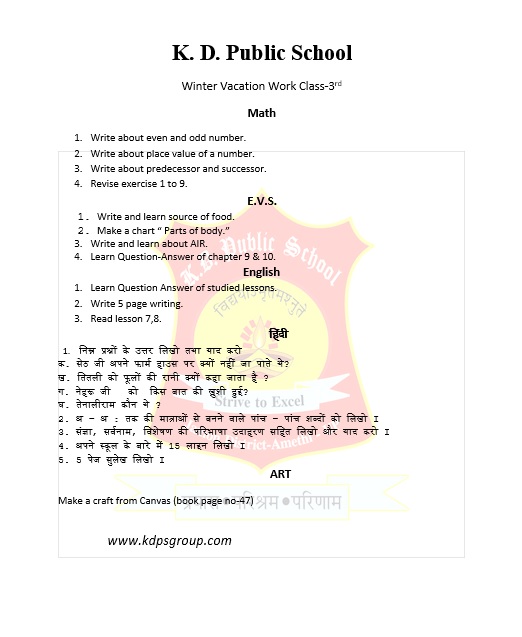 K. D. Public School
Winter Vacation Work Class-3rd
Math
1. Write about even and odd number.
2. Write about place value of a number.
3. Write about predecessor and successor.
4. Revise exercise 1 to 9.
E.V.S.
1. Write and learn source of food.
2. Make a chart “ Parts of body.”
3. Write and learn about AIR.
4. Learn Question-Answer of chapter 9 & 10.
English
1. Learn Question Answer of studied lessons.
2. Write 5 page writing.
3. Read lesson 7,8.
हिंदी
1. निम्न प्रश्नों के उत्तर लिखो तथा याद करो
क. सेठ जी अपने फार्म हाउस पर क्यों नहीं जा पाते थे?
ख. तितली को फूलों की रानी क्यों कहा जाता है ?
ग. नेहरू जी को किस बात की ख़ुशी हुई?
घ. तेनालीराम कौन थे ?
2. अ - अ : तक की मात्राओं से बनने वाले पांच - पांच शब्दों को लिखो I
3. संज्ञा, सर्वनाम, विशेषण की परिभाषा उदाहरण सहित लिखो और याद करो I
4. अपने स्कूल के बारे में 15 लाइन लिखो I
5. 5 पेज सुलेख लिखो I
ART
Make a craft from Canvas (book page no-47)
www.kdpsgroup.com
K.D. Public School
Strive to Excel
परिश्रम • परिणाम